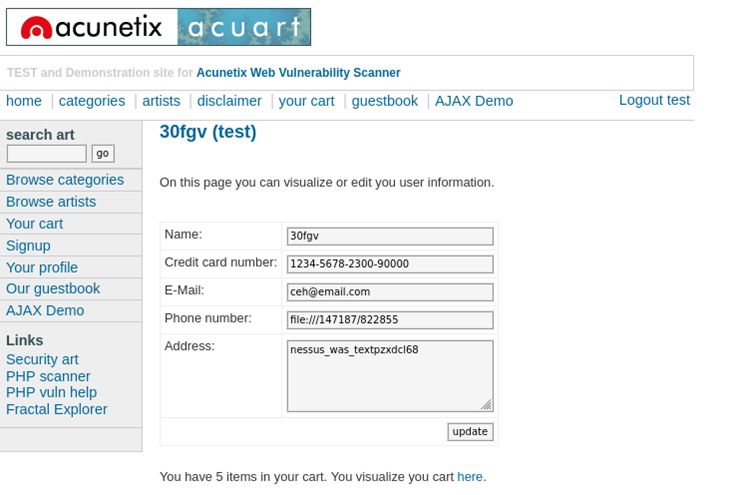 acunetix acuart
TEST and Demonstration site for Acunetix Web Vulnerability Scanner
home | categories | artists | disclaimer | your cart | guestbook | AJAX Demo
Logout test
search art
go
Browse categories
Browse artists
Your cart
Signup
Your profile
Our guestbook
AJAX Demo
Links
Security art
PHP scanner
PHP vuln help
Fractal Explorer
30fgv (test)
On this page you can visualize or edit you user information.
Name: 30fgv
Credit card number: 1234-5678-2300-90000
E-Mail: ceh@email.com
Phone number: file:///147187/822855
Address: nessus_was_textpzxdcl68
update
You have 5 items in your cart. You visualize you cart here.